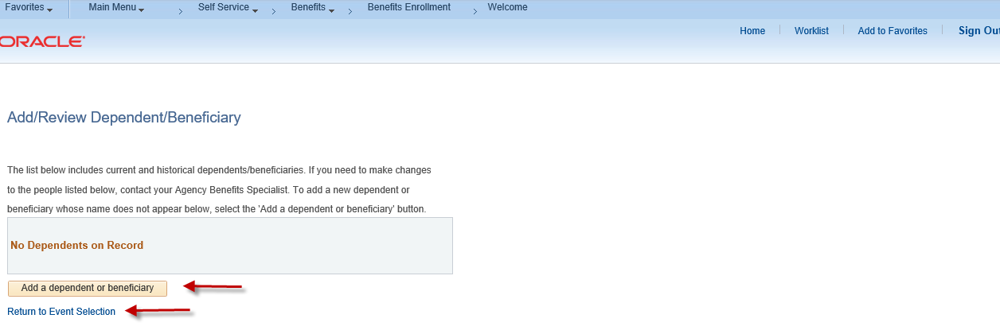 Favorites Main Menu Self Service Benefits Benefits Enrollment Welcome
Home Worklist Add to Favorites Sign Out
ORACLE®
Add/Review Dependent/Beneficiary
The list below includes current and historical dependents/beneficiaries. If you need to make changes
to the people listed below, contact your Agency Benefits Specialist. To add a new dependent or
beneficiary whose name does not appear below, select the 'Add a dependent or beneficiary' button.
No Dependents on Record
Add a dependent or beneficiary
Return to Event Selection